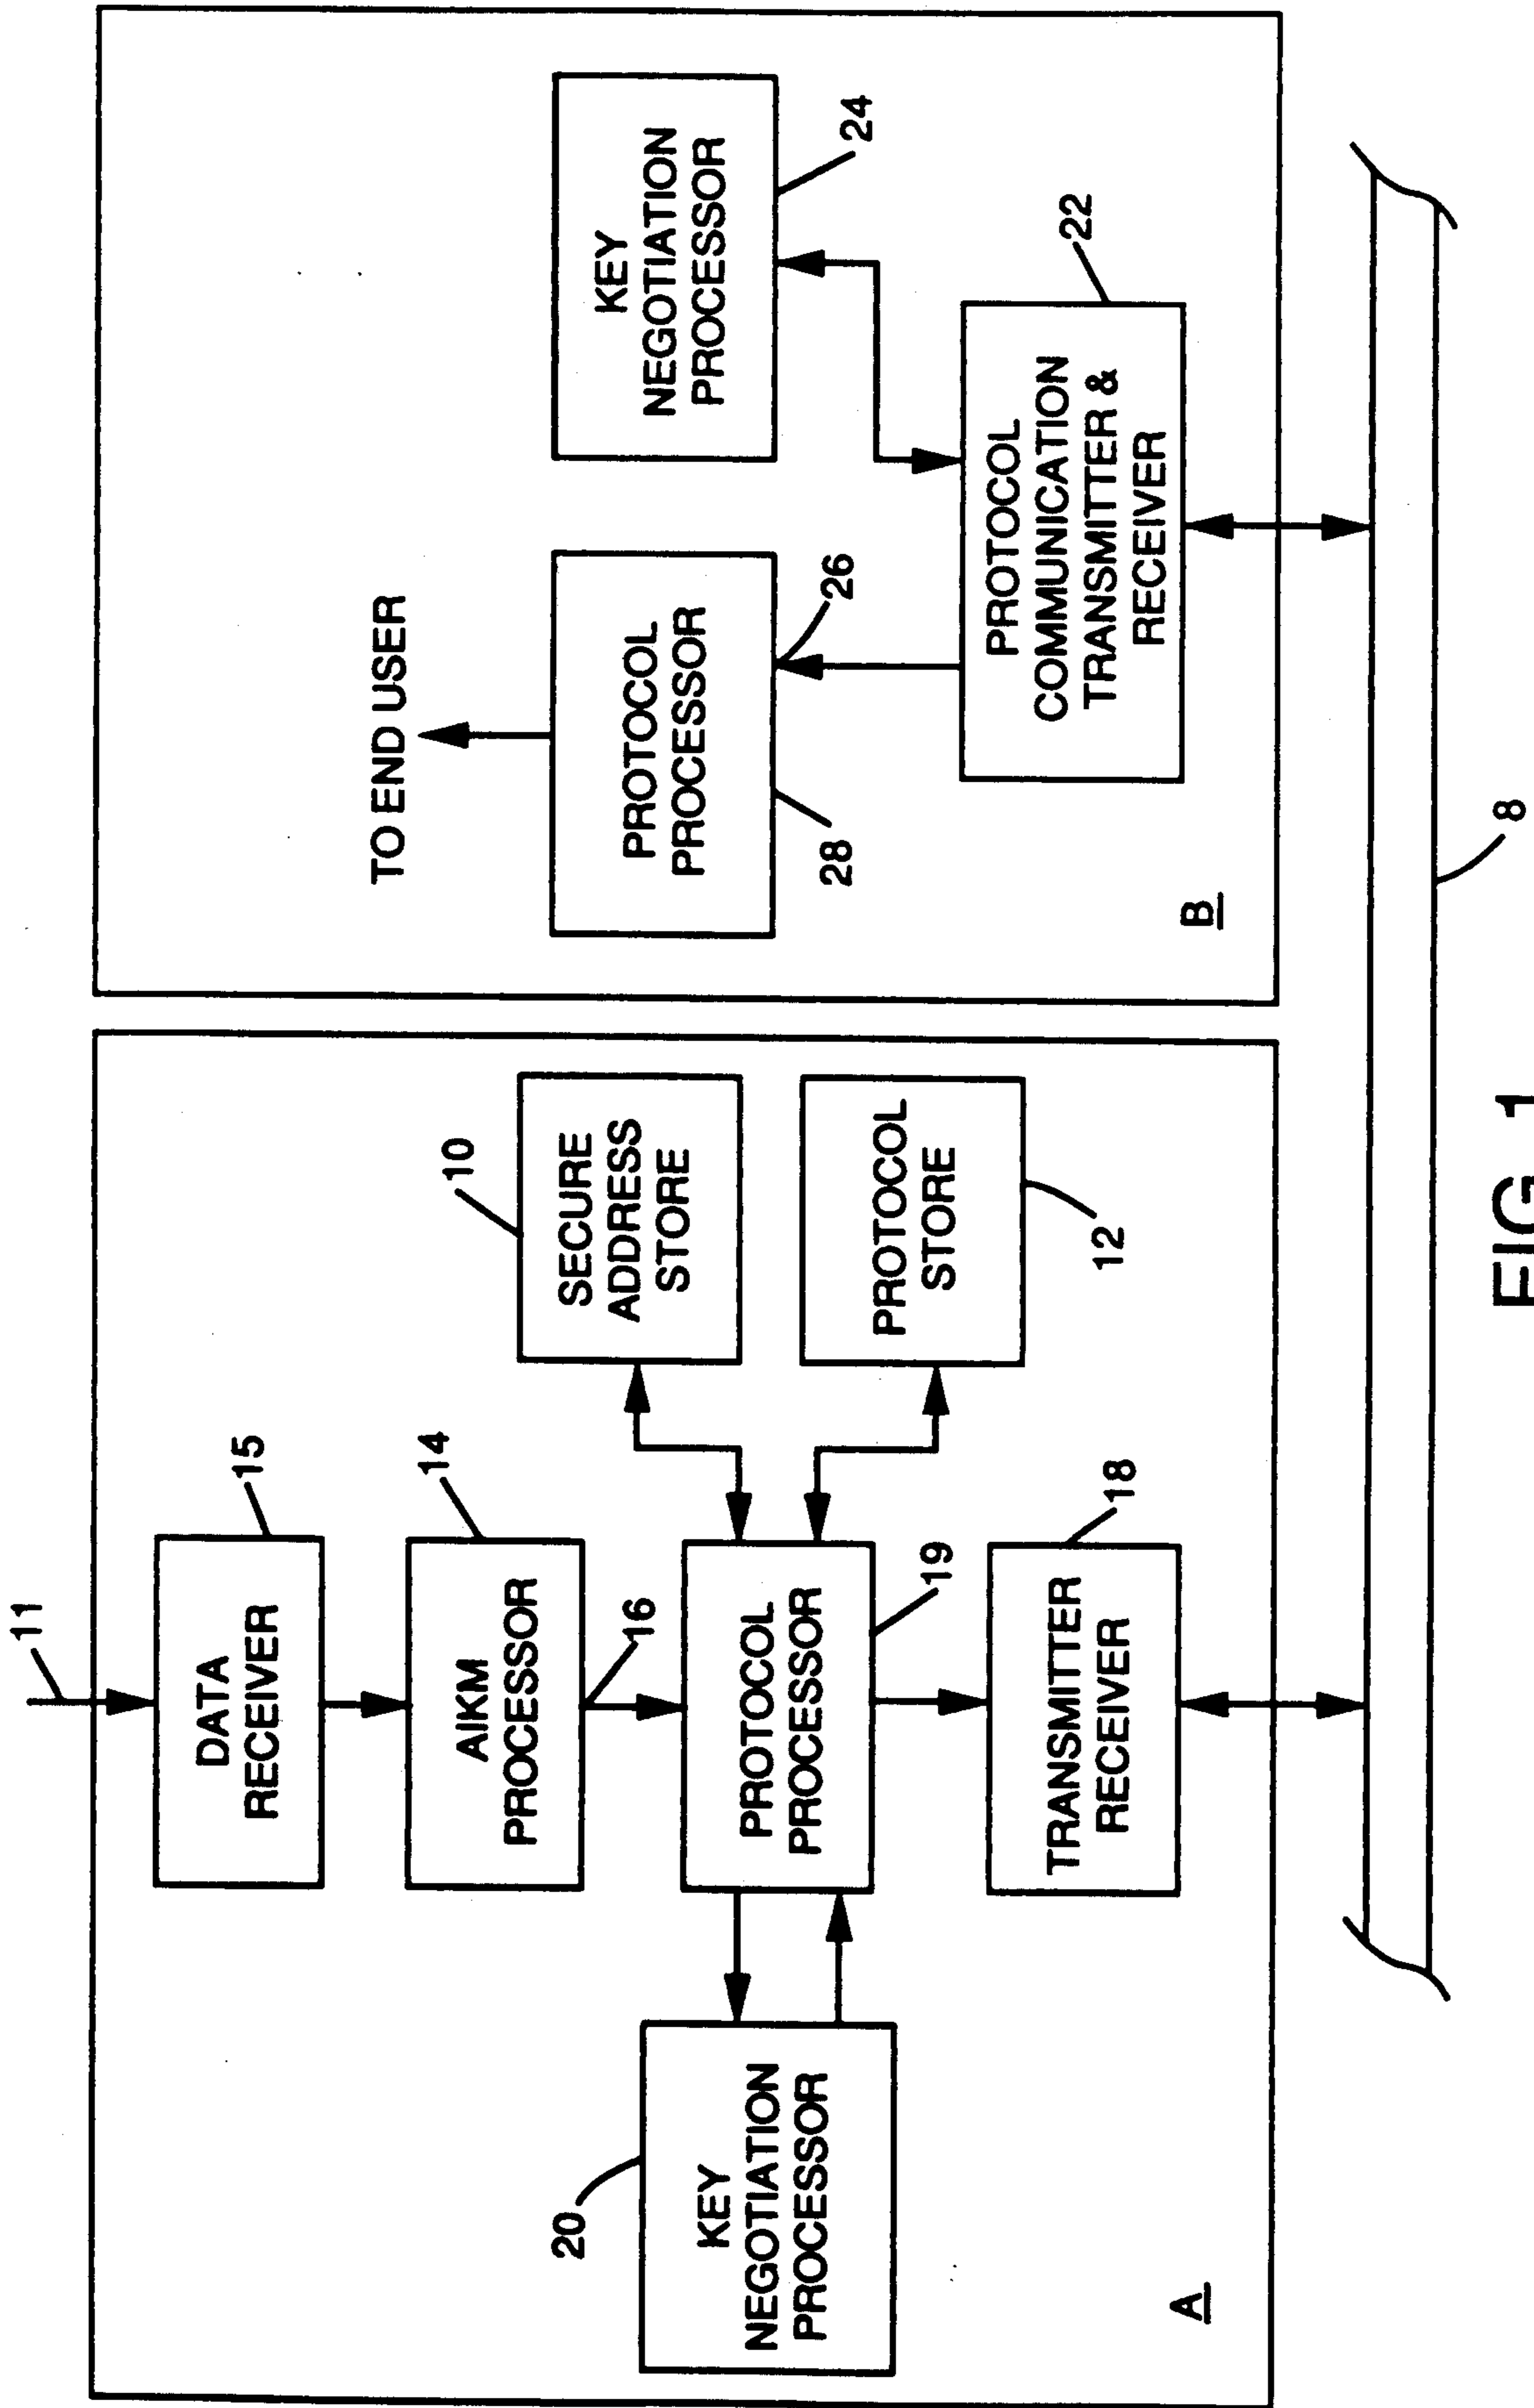 11
DATA
RECEIVER
15
AIKM
PROCESSOR
14
16
KEY
NEGOTIATION
PROCESSOR
20
PROTOCOL
PROCESSOR
19
SECURE
ADDRESS
STORE
10
PROTOCOL
STORE
12
TRANSMITTER
RECEIVER
18
A
TO END USER
PROTOCOL
PROCESSOR
28
26
KEY
NEGOTIATION
PROCESSOR
24
PROTOCOL
COMMUNICATION
TRANSMITTER &
RECEIVER
22
B
8
FIG. 1